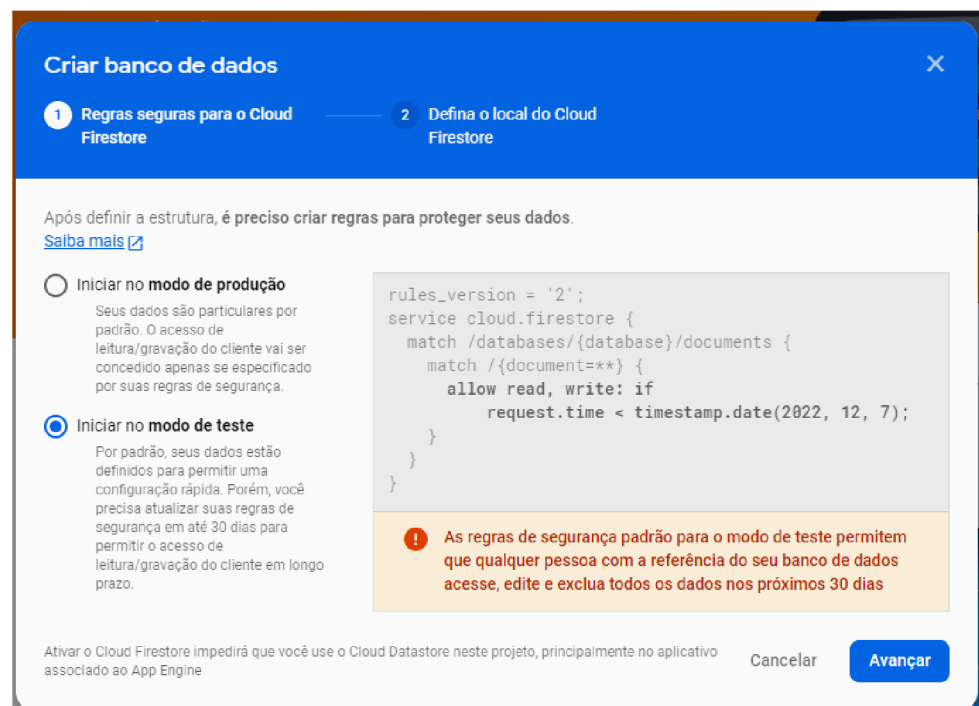 Criar banco de dados
1 Regras seguras para o Cloud
Firestore
2 Defina o local do Cloud
Firestore
Após definir a estrutura, é preciso criar regras para proteger seus dados.
Saiba mais
Iniciar no modo de produção
Seus dados são particulares por
padrão. O acesso de
leitura/gravação do cliente vai ser
concedido apenas se especificado
por suas regras de segurança.
Iniciar no modo de teste
Por padrão, seus dados estão
definidos para permitir uma
configuração rápida. Porém, você
precisa atualizar suas regras de
segurança em até 30 dias para
permitir o acesso de
leitura/gravação do cliente em longo
prazo.
rules_version = '2';
service cloud.firestore {
match /databases/{database}/documents {
match /{document=**} {
allow read, write: if
request.time < timestamp.date(2022, 12, 7);
}
}
}
As regras de segurança padrão para o modo de teste permitem
que qualquer pessoa com a referência do seu banco de dados
acesse, edite e exclua todos os dados nos próximos 30 dias
Ativar o Cloud Firestore impedirá que você use o Cloud Datastore neste projeto, principalmente no aplicativo
associado ao App Engine
Cancelar
Avançar